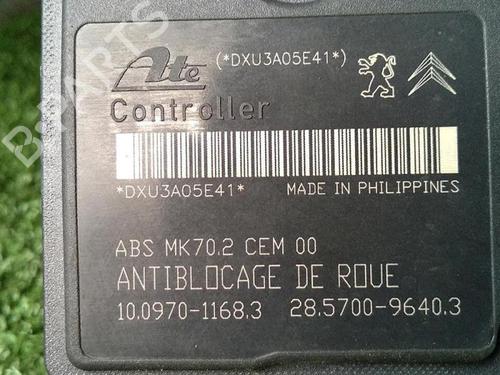 Ate (*DXU3A05E41*)
Controller
*DXU3A05E41* MADE IN PHILIPPINES
ABS MK70.2 CEM 00
ANTIBLOCAGE DE ROUE
10.0970-1168.3 28.5700-9640.3
B-PARTS